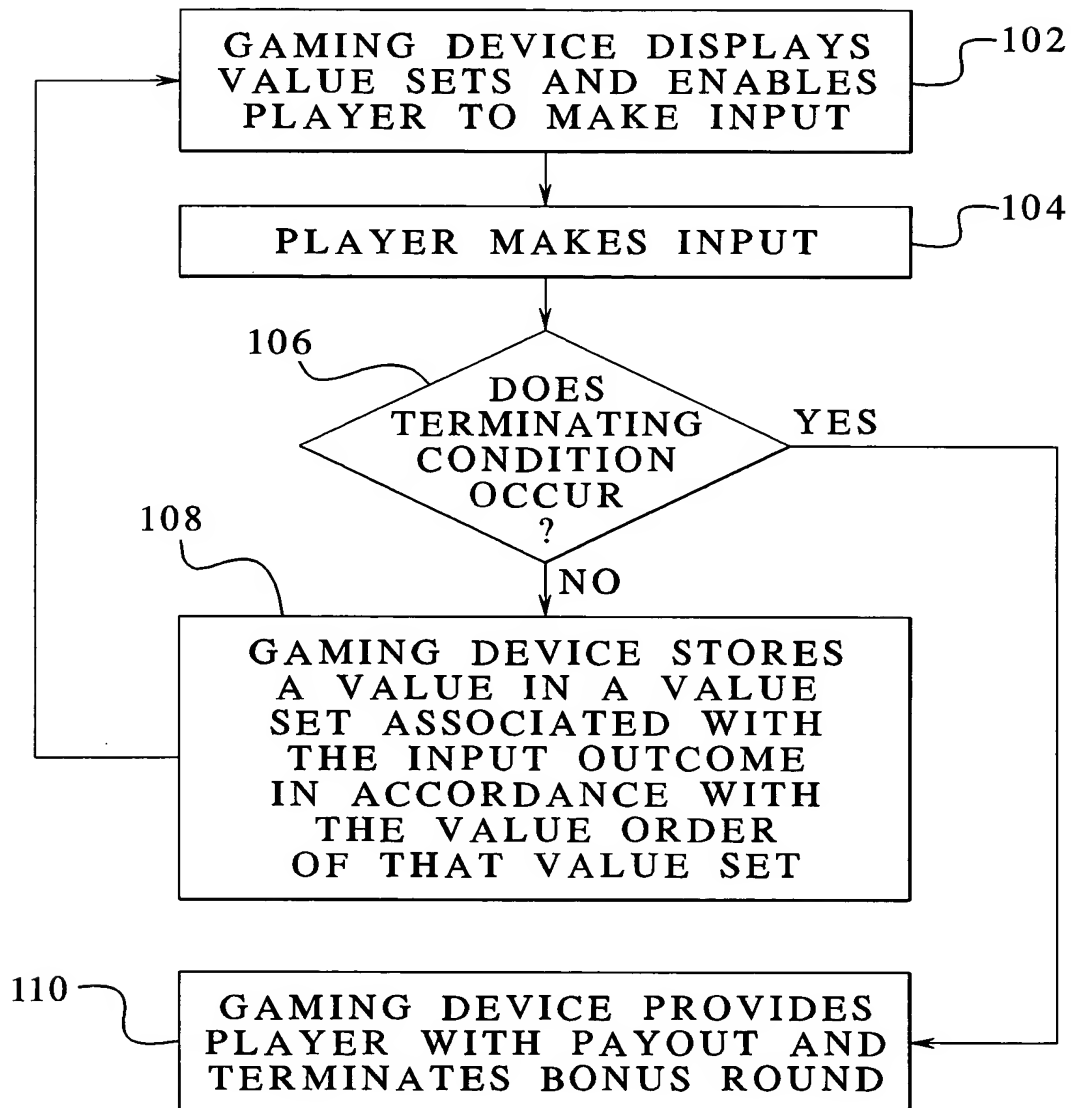 GAMING DEVICE DISPLAYS
VALUE SETS AND ENABLES
PLAYER TO MAKE INPUT
102
PLAYER MAKES INPUT
104
106
DOES
TERMINATING
CONDITION
OCCUR
?
YES
NO
108
GAMING DEVICE STORES
A VALUE IN A VALUE
SET ASSOCIATED WITH
THE INPUT OUTCOME
IN ACCORDANCE WITH
THE VALUE ORDER
OF THAT VALUE SET
110
GAMING DEVICE PROVIDES
PLAYER WITH PAYOUT AND
TERMINATES BONUS ROUND